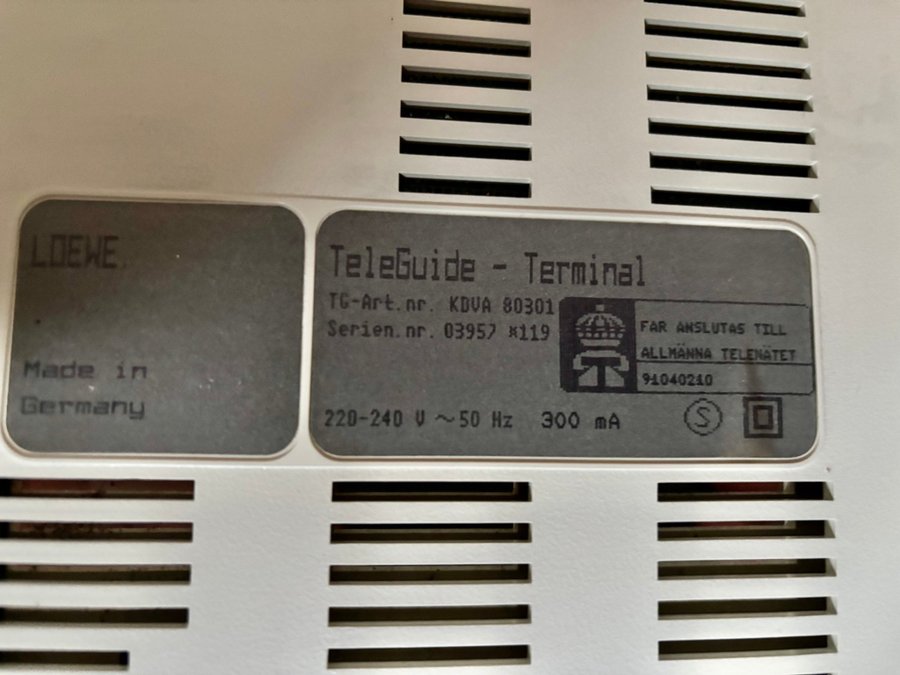 LOEWE.
Made in
Germany
TeleGuide - Terminal
TG-Art.nr. KDVA 80301
Serien.nr. 03957 *119
FAR ANSLUTAS TILL
ALLMÄNNA TELENÄTET
91040210
220-240 V ~ 50 Hz 300 mA
S